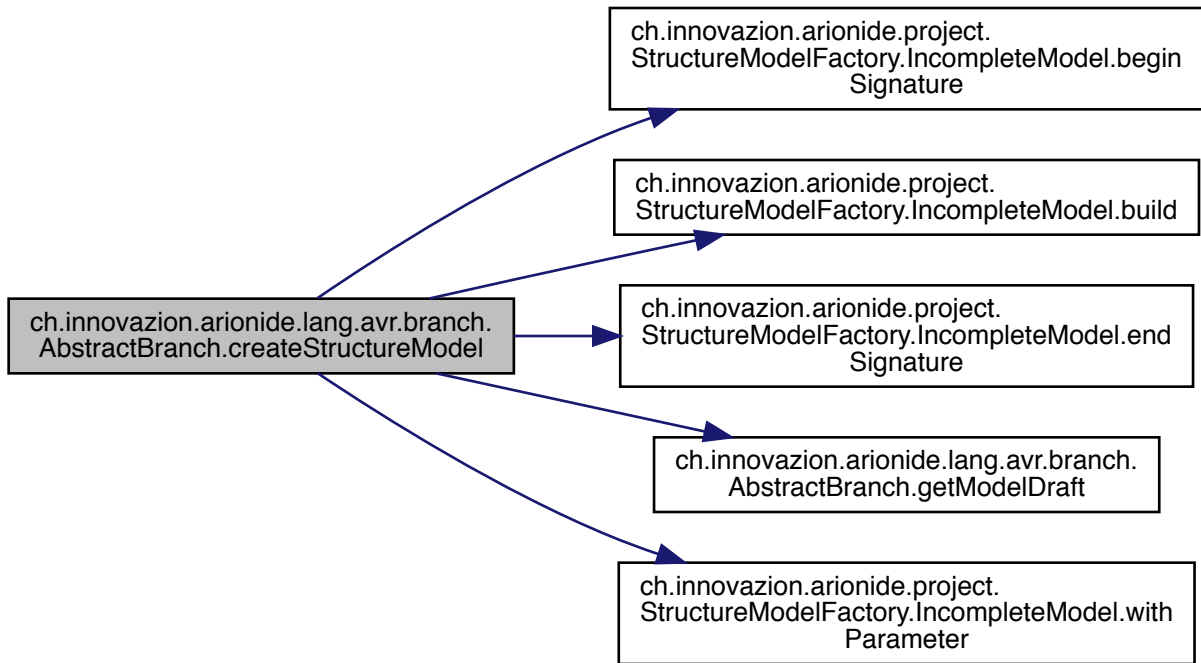 ch.innovazion.arionide.project.
StructureModelFactory.IncompleteModel.begin
Signature
ch.innovazion.arionide.project.
StructureModelFactory.IncompleteModel.build
ch.innovazion.arionide.lang.avr.branch.
AbstractBranch.createStructureModel
ch.innovazion.arionide.project.
StructureModelFactory.IncompleteModel.end
Signature
ch.innovazion.arionide.lang.avr.branch.
AbstractBranch.getModelDraft
ch.innovazion.arionide.project.
StructureModelFactory.IncompleteModel.with
Parameter